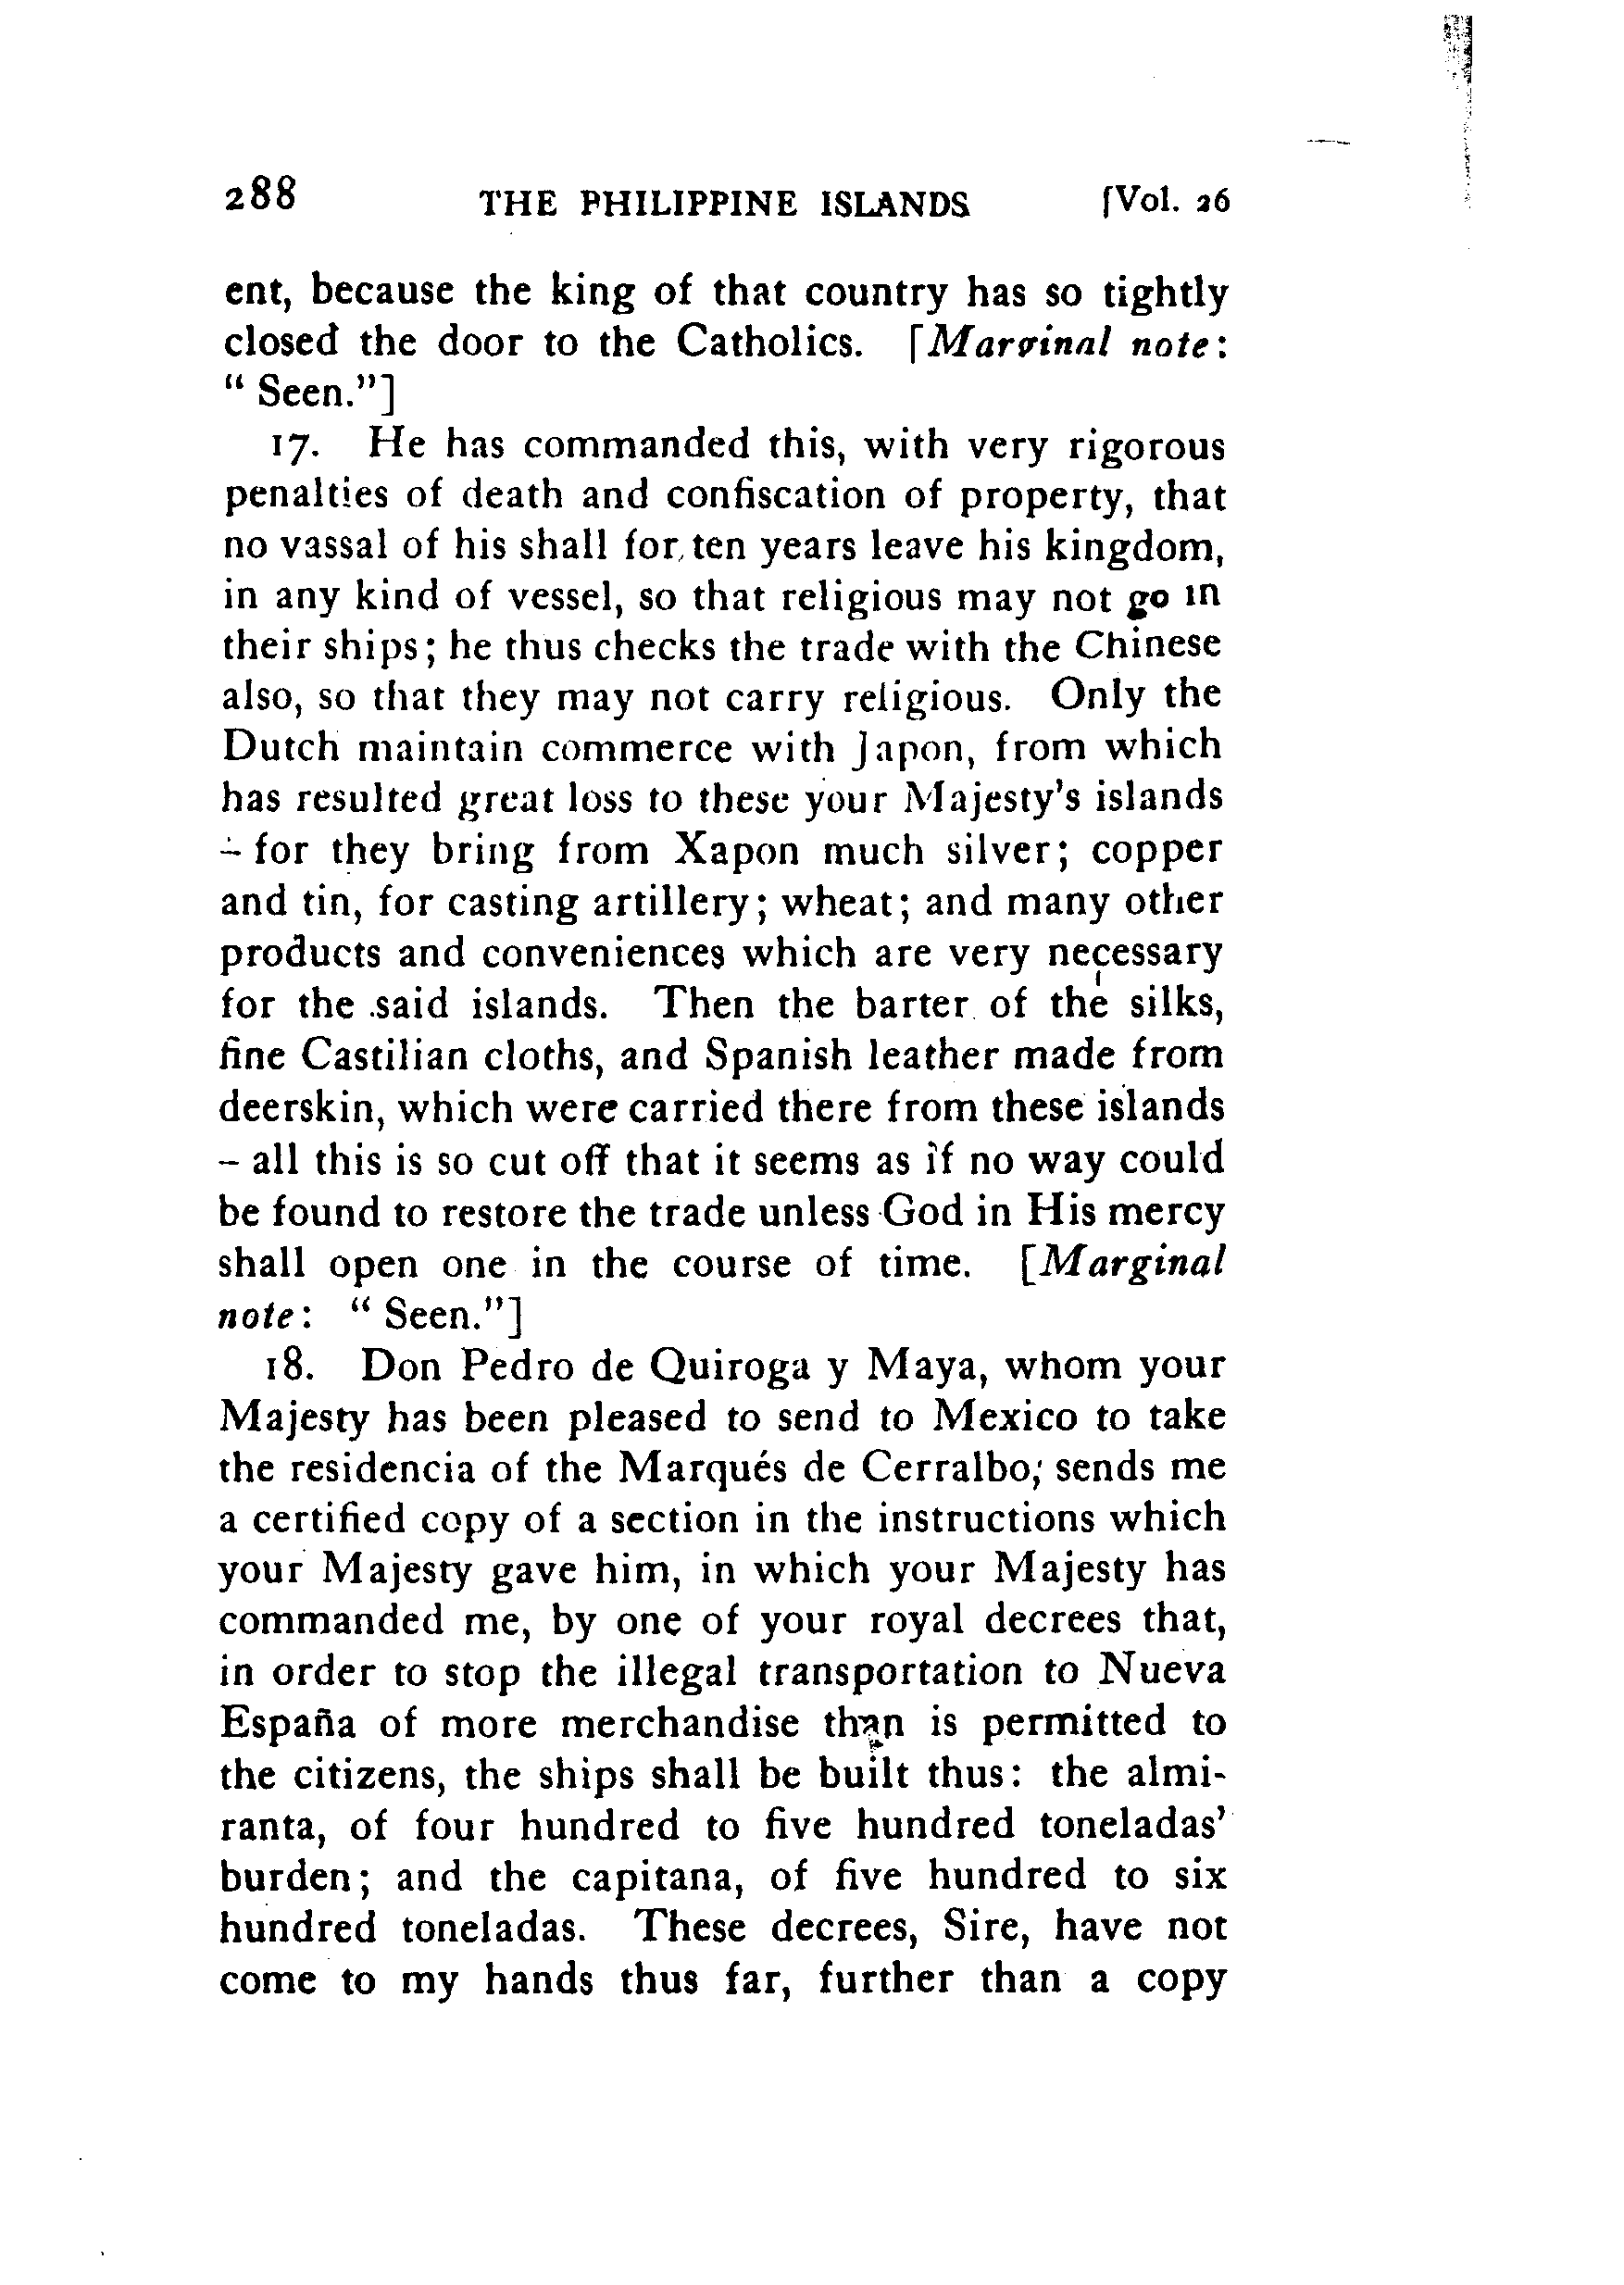 288 THE PHILIPPINE ISLANDS [Vol. 26
ent, because the king of that country has so tightly
closed the door to the Catholics. [Marginal note:
“ Seen.”]
17. He has commanded this, with very rigorous
penalties of death and confiscation of property, that
no vassal of his shall for ten years leave his kingdom,
in any kind of vessel, so that religious may not go in
their ships; he thus checks the trade with the Chinese
also, so that they may not carry religious. Only the
Dutch maintain commerce with Japon, from which
has resulted great loss to these your Majesty's islands
– for they bring from Xapon much silver; copper
and tin, for casting artillery; wheat; and many other
products and conveniences which are very necessary
for the said islands. Then the barter of the silks,
fine Castilian cloths, and Spanish leather made from
deerskin, which were carried there from these islands
– all this is so cut off that it seems as if no way could
be found to restore the trade unless God in His mercy
shall open one in the course of time. [Marginal
note: “ Seen.”]
18. Don Pedro de Quiroga y Maya, whom your
Majesty has been pleased to send to Mexico to take
the residencia of the Marqués de Cerralbo, sends me
a certified copy of a section in the instructions which
your Majesty gave him, in which your Majesty has
commanded me, by one of your royal decrees that,
in order to stop the illegal transportation to Nueva
España of more merchandise than is permitted to
the citizens, the ships shall be built thus: the almi-
ranta, of four hundred to five hundred toneladas'
burden; and the capitana, of five hundred to six
hundred toneladas. These decrees, Sire, have not
come to my hands thus far, further than a copy